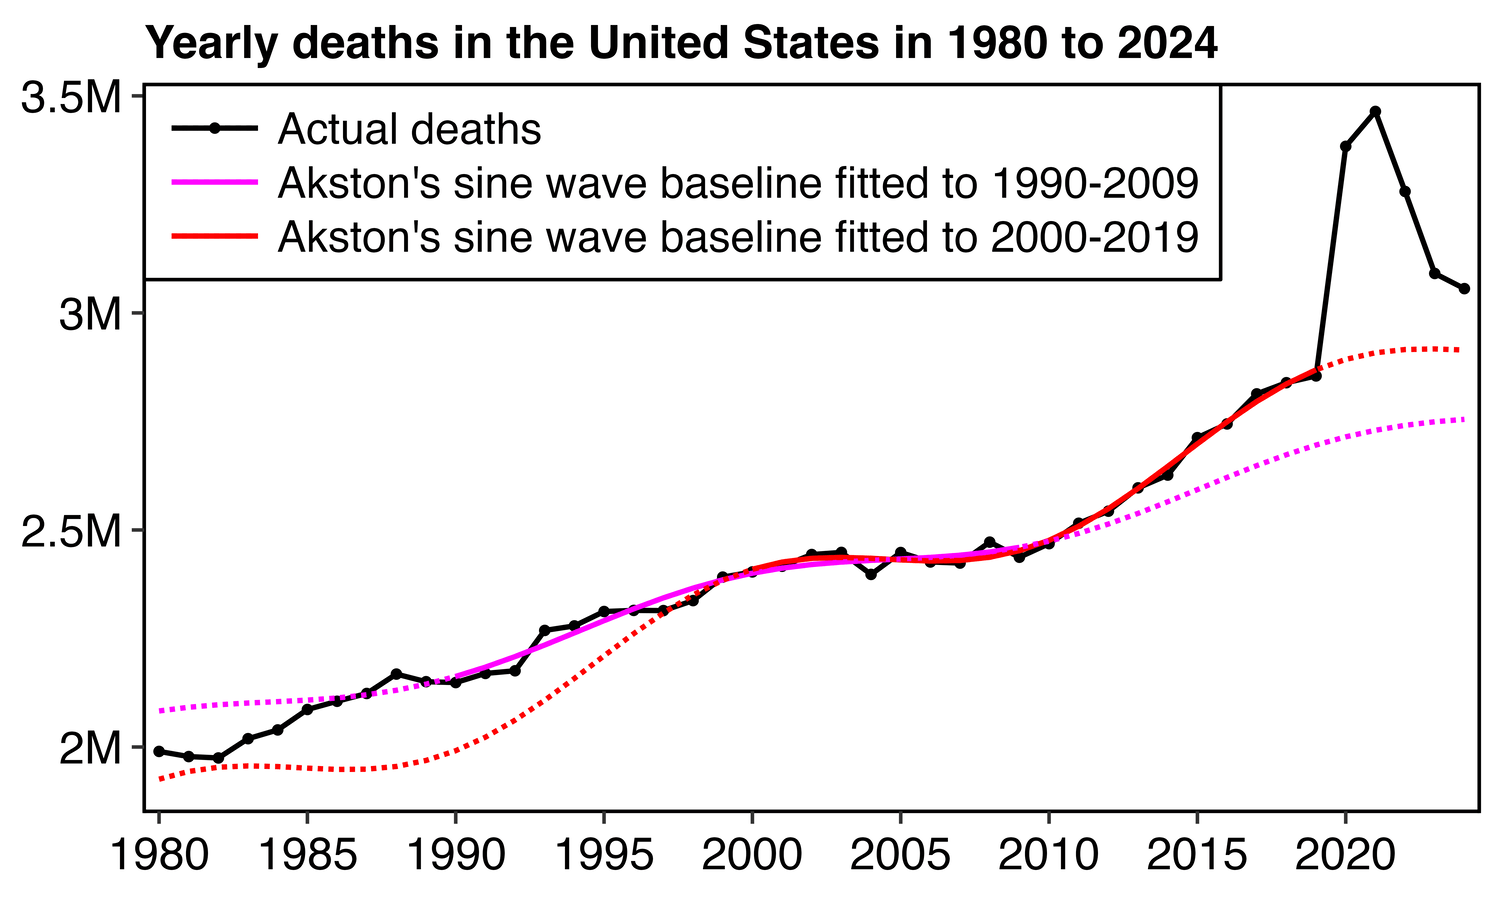 Yearly deaths in the United States in 1980 to 2024
3.5M
Actual deaths
Akston's sine wave baseline fitted to 1990-2009
Akston's sine wave baseline fitted to 2000-2019
3M
2.5M
2M
1980 1985 1990 1995 2000 2005 2010 2015 2020